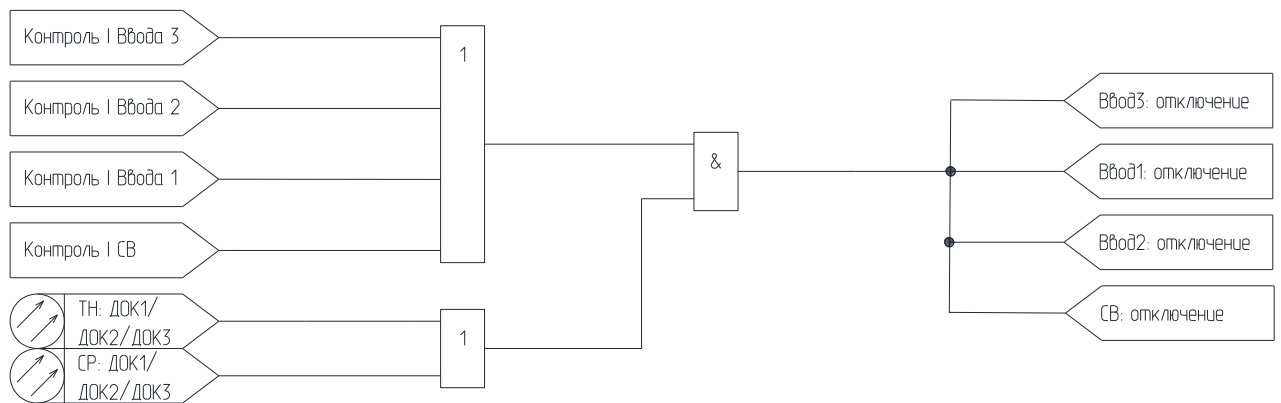 Контроль I Ввода 3
1
Контроль I Ввода 2
Контроль I Ввода 1
Контроль I СВ
ТН: ДОК1/
ДОК2/ДОК3
СР: ДОК1/
ДОК2/ДОК3
1
&
Ввод3: отключение
Ввод1: отключение
Ввод2: отключение
СВ: отключение